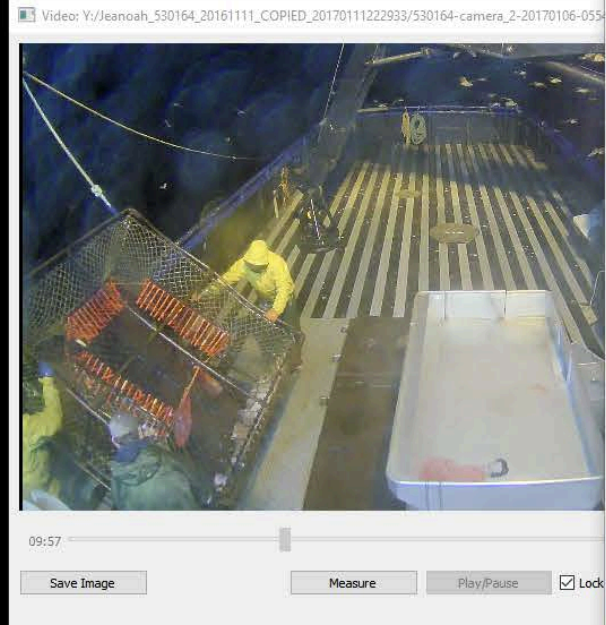 Video: Y:/Jeanoah_530164_20161111_COPIED_20170111222933/530164-camera_2-20170106-055
09:57
Save Image
Measure
Play/Pause
Lock